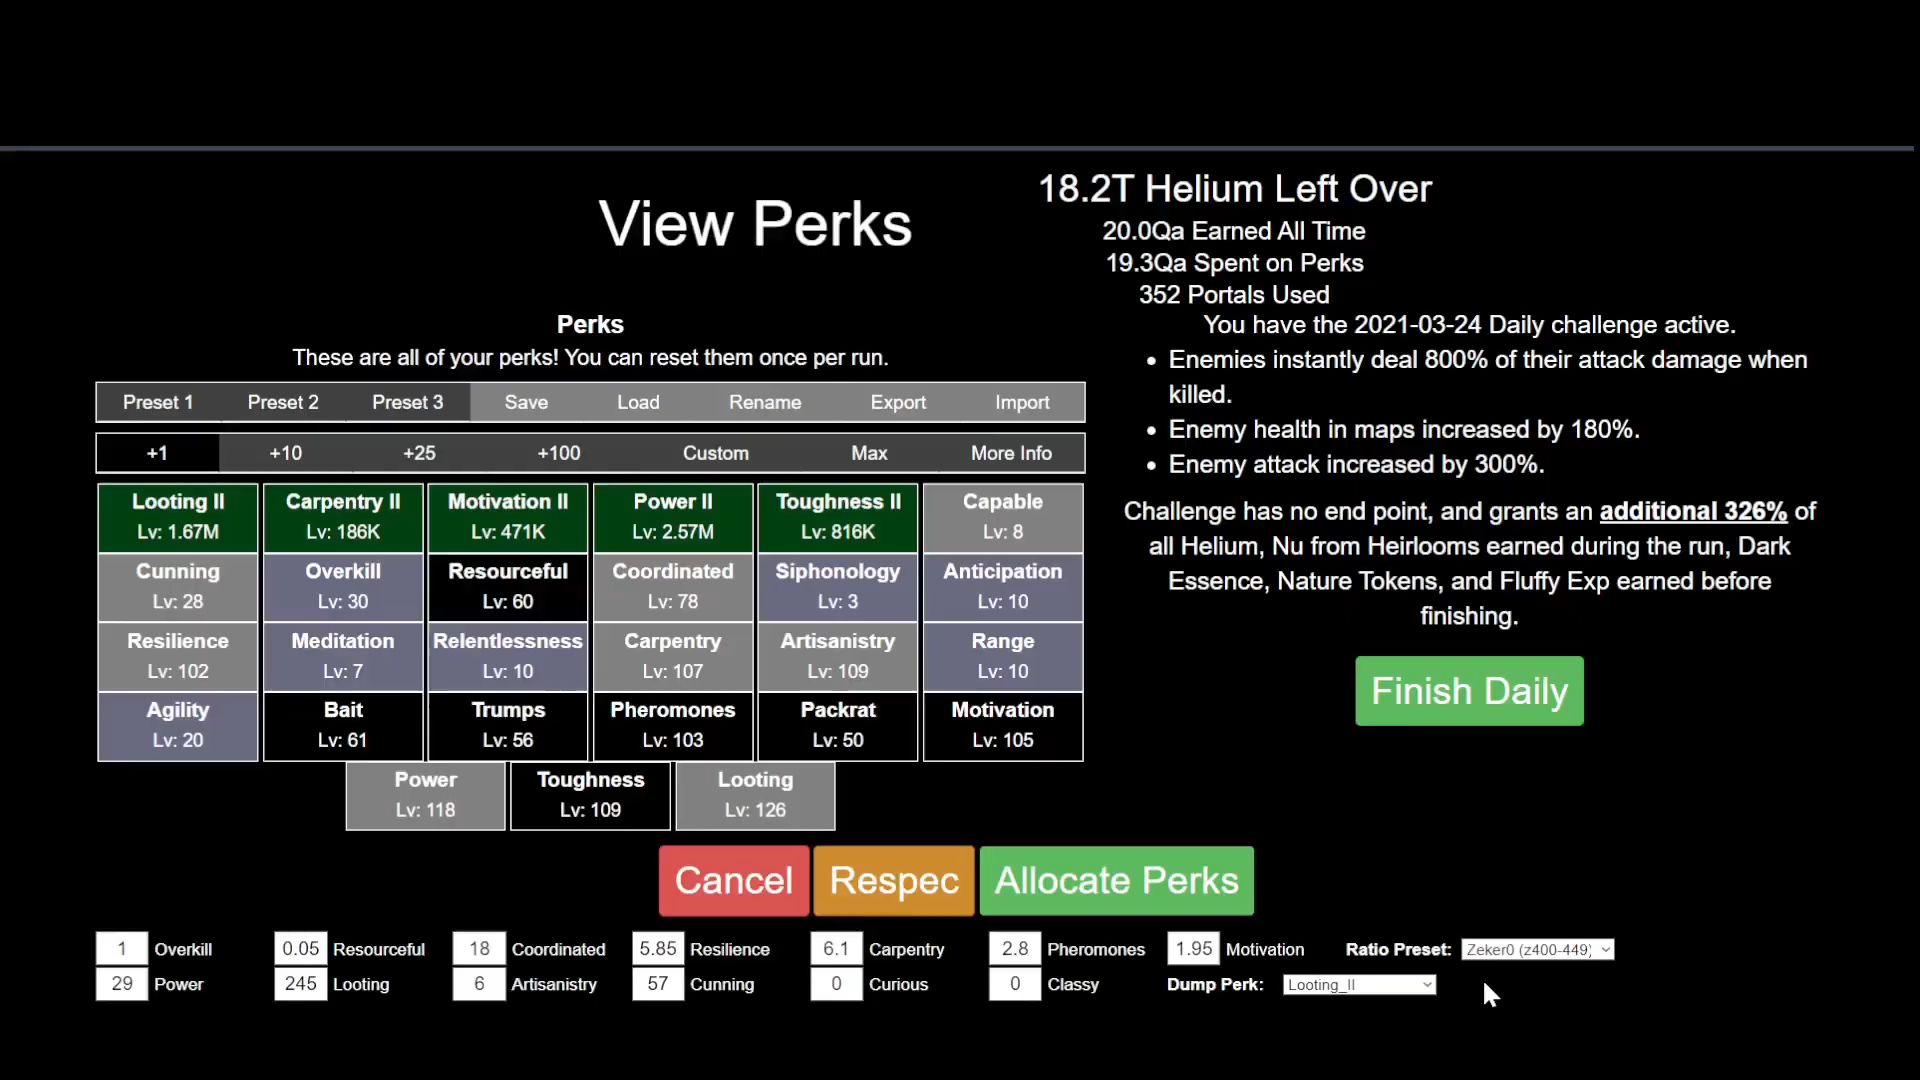 View Perks
18.2T Helium Left Over
20.0Qa Earned All Time
19.3Qa Spent on Perks
352 Portals Used
You have the 2021-03-24 Daily challenge active.
• Enemies instantly deal 800% of their attack damage when
killed.
• Enemy health in maps increased by 180%.
• Enemy attack increased by 300%.
Challenge has no end point, and grants an additional 326% of
all Helium, Nu from Heirlooms earned during the run, Dark
Essence, Nature Tokens, and Fluffy Exp earned before
finishing.
Finish Daily
Perks
These are all of your perks! You can reset them once per run.
Preset 1 Preset 2 Preset 3 Save Load Rename Export Import
+1 +10 +25 +100 Custom Max More Info
Looting II Carpentry II Motivation II Power II Toughness II Capable
Lv: 1.67M Lv: 186K Lv: 471K Lv: 2.57M Lv: 816K Lv: 8
Cunning Overkill Resourceful Coordinated Siphonology Anticipation
Lv: 28 Lv: 30 Lv: 60 Lv: 78 Lv: 3 Lv: 10
Resilience Meditation Relentlessness Carpentry Artisanistry Range
Lv: 102 Lv: 7 Lv: 10 Lv: 107 Lv: 109 Lv: 10
Agility Bait Trumps Pheromones Packrat Motivation
Lv: 20 Lv: 61 Lv: 56 Lv: 103 Lv: 50 Lv: 105
Power Toughness Looting
Lv: 118 Lv: 109 Lv: 126
Cancel Respec Allocate Perks
1 Overkill 0.05 Resourceful 18 Coordinated 5.85 Resilience 6.1 Carpentry 2.8 Pheromones 1.95 Motivation Ratio Preset: Zeker0 (z400-449)
29 Power 245 Looting 6 Artisanistry 57 Cunning 0 Curious 0 Classy Dump Perk: Looting_II